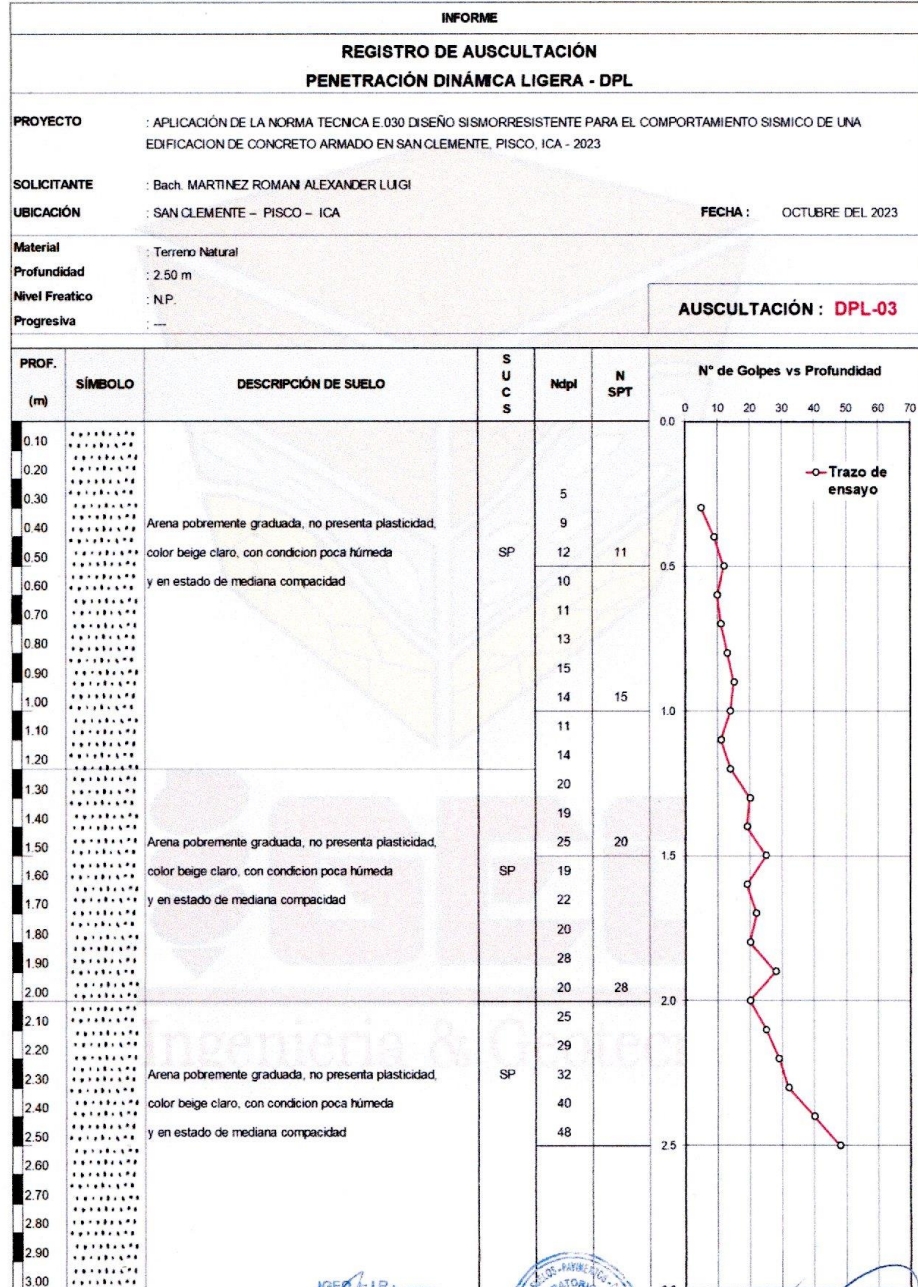 INFORME
REGISTRO DE AUSCULTACIÓN
PENETRACIÓN DINÁMICA LIGERA - DPL
PROYECTO : APLICACIÓN DE LA NORMA TECNICA E.030 DISEÑO SISMORRESISTENTE PARA EL COMPORTAMIENTO SISMICO DE UNA
EDIFICACION DE CONCRETO ARMADO EN SAN CLEMENTE, PISCO, ICA - 2023
SOLICITANTE : Bach. MARTINEZ ROMANI ALEXANDER LUIGI
UBICACIÓN : SAN CLEMENTE – PISCO – ICA FECHA : OCTUBRE DEL 2023
Material : Terreno Natural
Profundidad : 2.50 m
Nivel Freatico : N.P.
Progresiva : ---
AUSCULTACIÓN : DPL-03
PROF. (m) SÍMBOLO DESCRIPCIÓN DE SUELO SUCS Ndpl N SPT N° de Golpes vs Profundidad
0 10 20 30 40 50 60 70
0.0
0.10
0.20
Trazo de ensayo
0.30 5
0.40 Arena pobremente graduada, no presenta plasticidad, 9
0.50 color beige claro, con condicion poca húmeda SP 12 11 0.5
0.60 y en estado de mediana compacidad 10
0.70 11
0.80 13
0.90 15
1.00 14 15 1.0
1.10 11
1.20 14
1.30 20
1.40 19
1.50 Arena pobremente graduada, no presenta plasticidad, 25 20 1.5
1.60 color beige claro, con condicion poca húmeda SP 19
1.70 y en estado de mediana compacidad 22
1.80 20
1.90 28
2.00 20 28 2.0
2.10 25
Ingenieria & Geotec
2.20 29
2.30 Arena pobremente graduada, no presenta plasticidad, SP 32
2.40 color beige claro, con condicion poca húmeda 40
2.50 y en estado de mediana compacidad 48 2.5
2.60
2.70
2.80
2.90
3.00